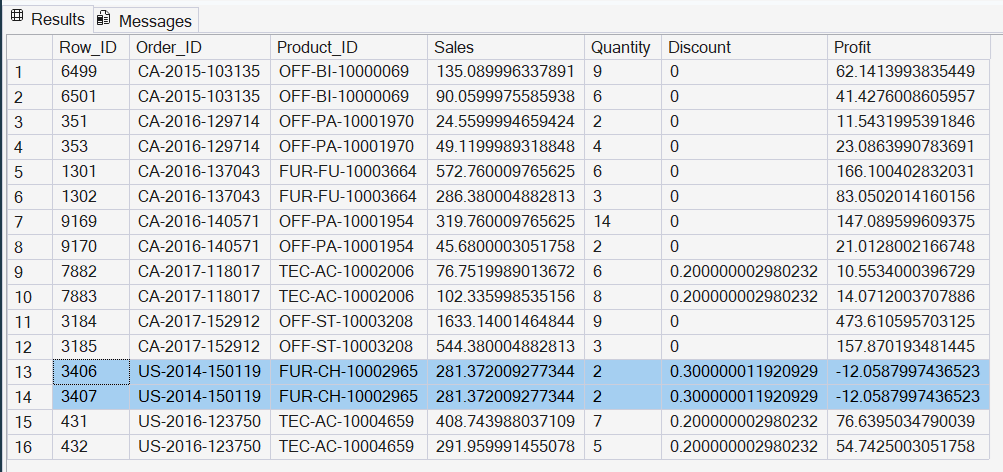 Results Messages
Row_ID Order_ID Product_ID Sales Quantity Discount Profit
1 6499 CA-2015-103135 OFF-BI-10000069 135.089996337891 9 0 62.1413993835449
2 6501 CA-2015-103135 OFF-BI-10000069 90.0599975585938 6 0 41.4276008605957
3 351 CA-2016-129714 OFF-PA-10001970 24.5599994659424 2 0 11.5431995391846
4 353 CA-2016-129714 OFF-PA-10001970 49.1199989318848 4 0 23.0863990783691
5 1301 CA-2016-137043 FUR-FU-10003664 572.760009765625 6 0 166.100402832031
6 1302 CA-2016-137043 FUR-FU-10003664 286.380004882813 3 0 83.0502014160156
7 9169 CA-2016-140571 OFF-PA-10001954 319.760009765625 14 0 147.089599609375
8 9170 CA-2016-140571 OFF-PA-10001954 45.6800003051758 2 0 21.0128002166748
9 7882 CA-2017-118017 TEC-AC-10002006 76.7519989013672 6 0.200000002980232 10.5534000396729
10 7883 CA-2017-118017 TEC-AC-10002006 102.335998535156 8 0.200000002980232 14.0712003707886
11 3184 CA-2017-152912 OFF-ST-10003208 1633.14001464844 9 0 473.610595703125
12 3185 CA-2017-152912 OFF-ST-10003208 544.380004882813 3 0 157.870193481445
13 3406 US-2014-150119 FUR-CH-10002965 281.372009277344 2 0.300000011920929 -12.0587997436523
14 3407 US-2014-150119 FUR-CH-10002965 281.372009277344 2 0.300000011920929 -12.0587997436523
15 431 US-2016-123750 TEC-AC-10004659 408.743988037109 7 0.200000002980232 76.6395034790039
16 432 US-2016-123750 TEC-AC-10004659 291.959991455078 5 0.200000002980232 54.7425003051758